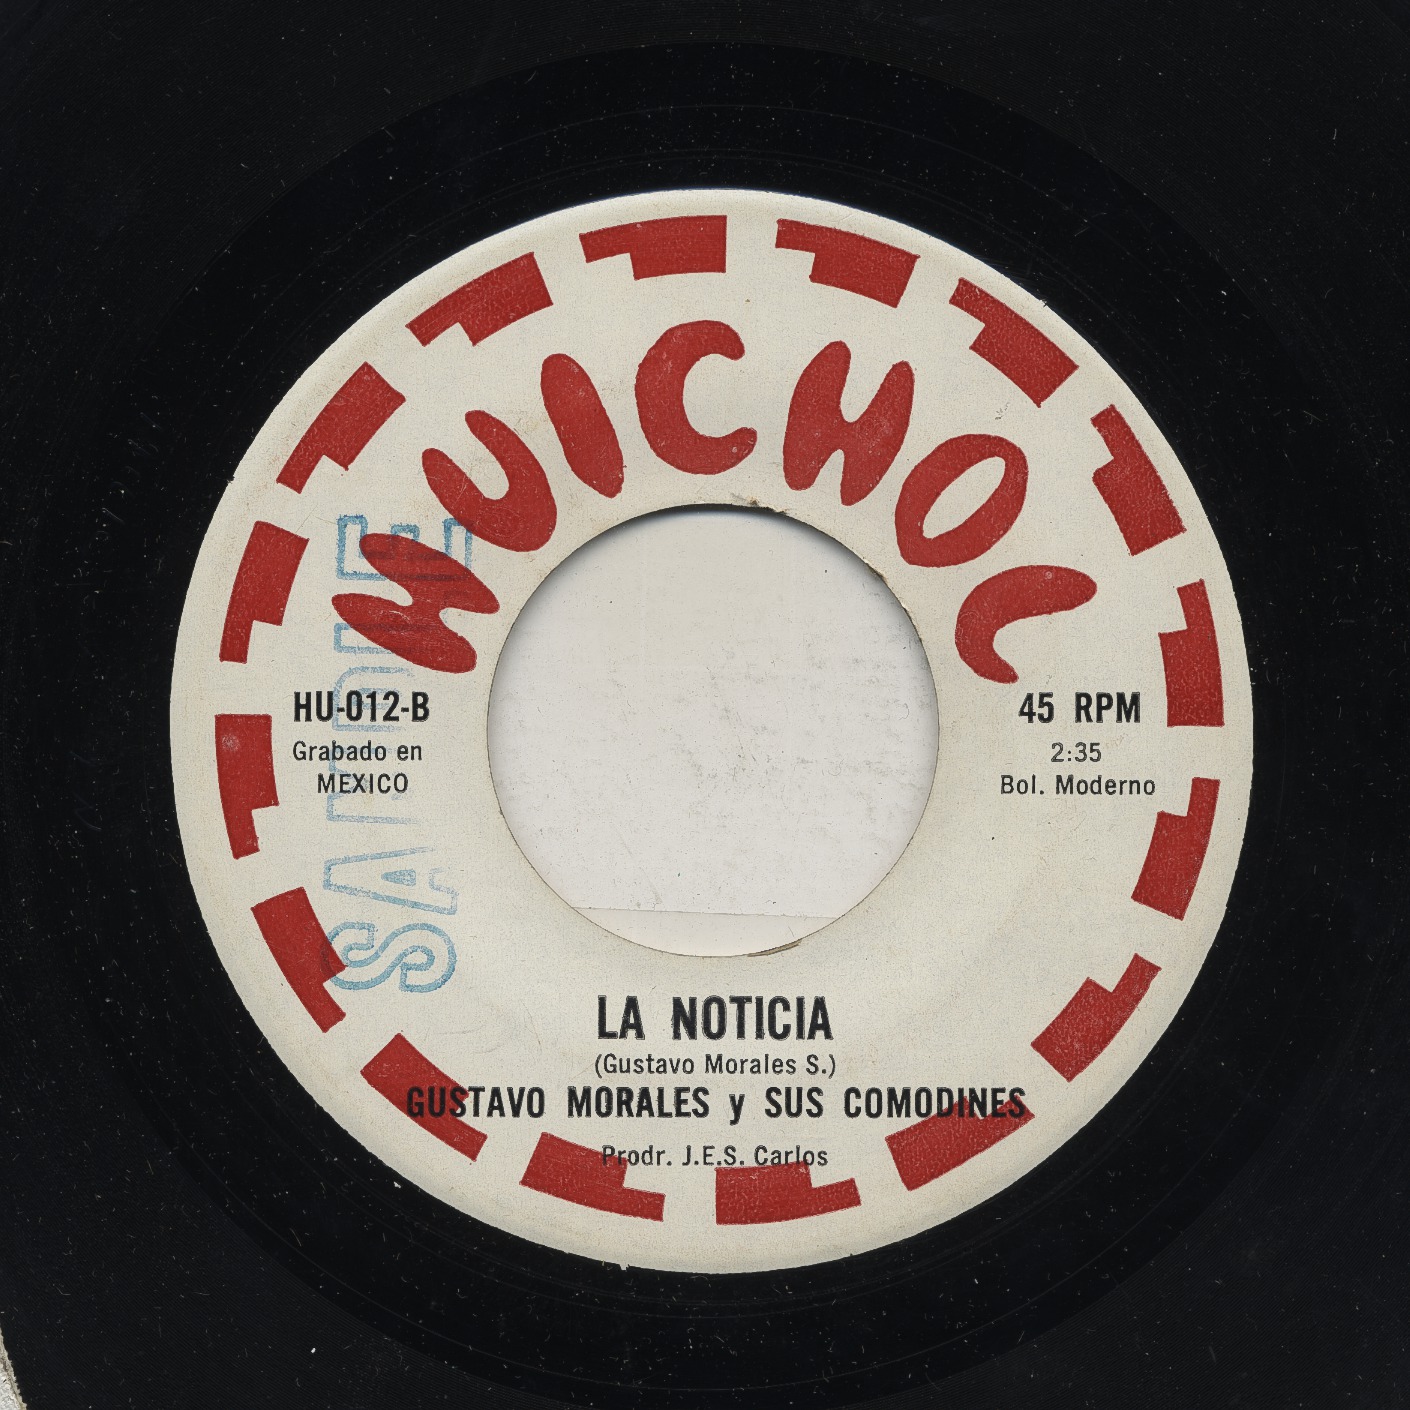 HUICHOL
HU-012-B
Grabado en
MEXICO
45 RPM
2:35
Bol. Moderno
LA NOTICIA
(Gustavo Morales S.)
GUSTAVO MORALES y SUS COMODINES
Prodr. J.E.S. Carlos